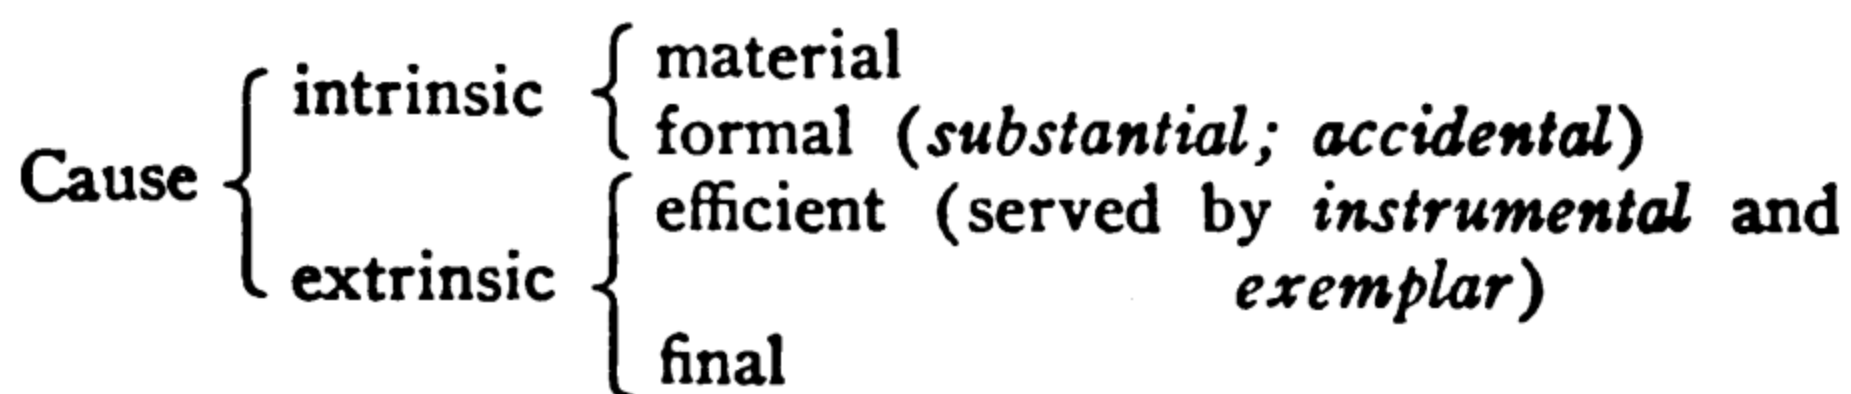 material
intrinsic
formal (substantial; accidental)
Cause
efficient (served by instrumental and
extrinsic
exemplar)
final